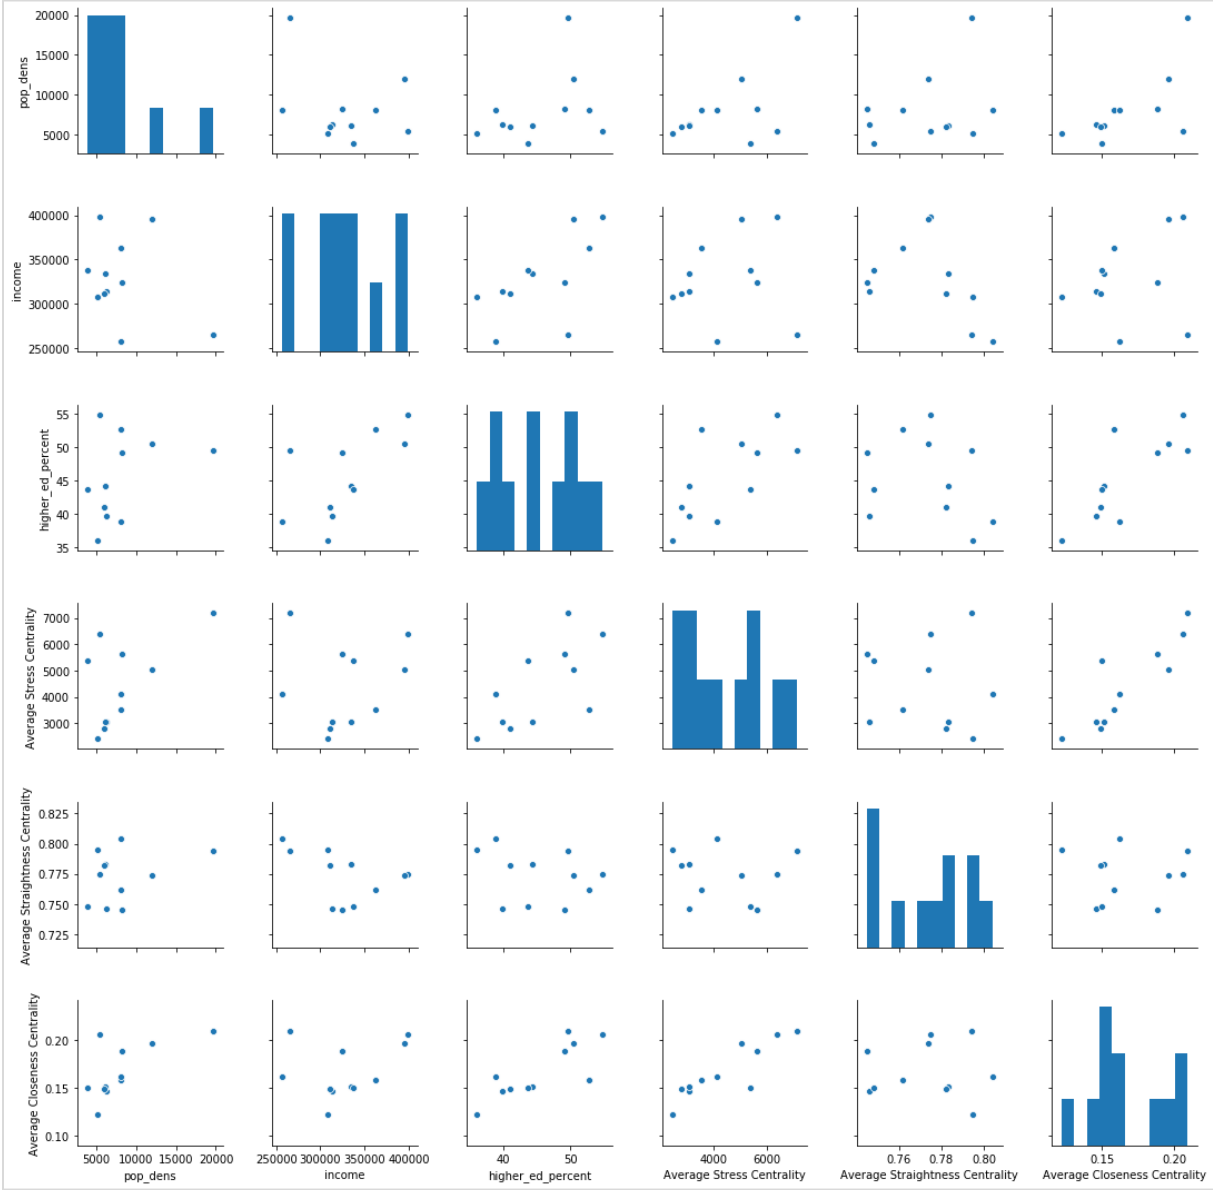 20000
15000
10000
5000
pop_dens
400000
350000
300000
250000
income
55
50
45
40
35
higher_ed_percent
7000
6000
5000
4000
3000
Average Stress Centrality
0.825
0.800
0.775
0.750
0.725
Average Straightness Centrality
0.20
0.15
0.10
Average Closeness Centrality
5000 10000 15000 20000
pop_dens
250000 300000 350000 400000
income
40 50
higher_ed_percent
4000 6000
Average Stress Centrality
0.76 0.78 0.80
Average Straightness Centrality
0.15 0.20
Average Closeness Centrality